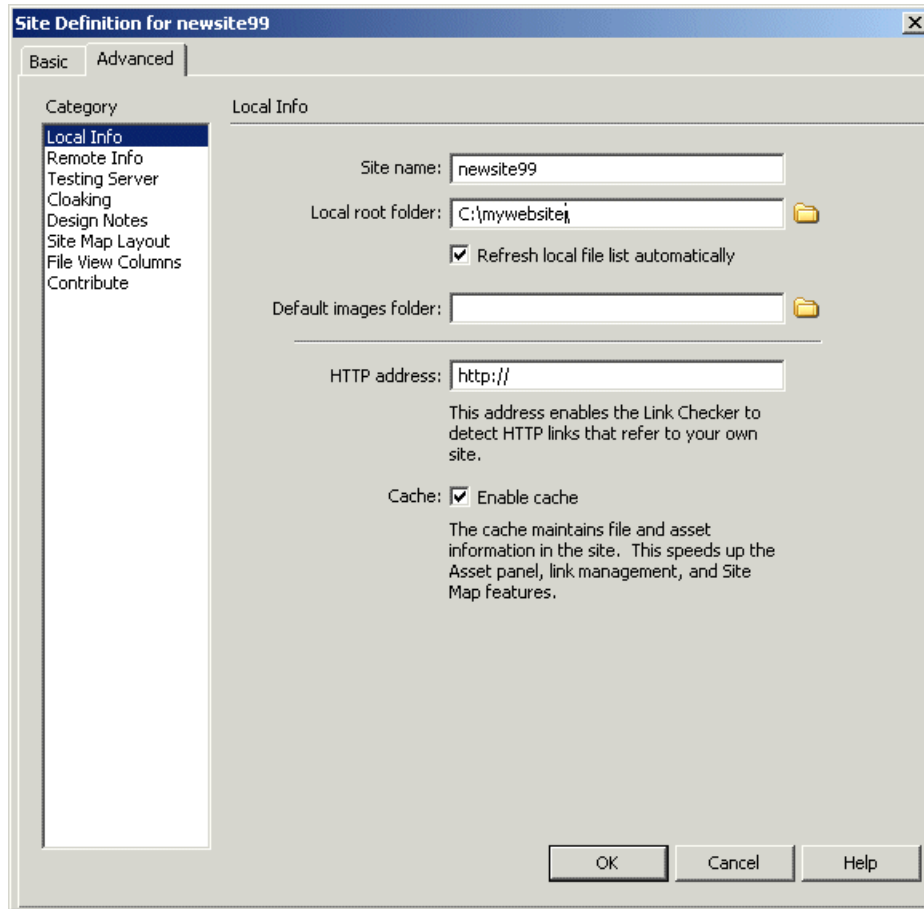 Site Definition for newsite99
Basic
Advanced
Category
Local Info
Remote Info
Testing Server
Cloaking
Design Notes
Site Map Layout
File View Columns
Contribute
Local Info
Site name: newsite99
Local root folder: C:\mywebsite\
Refresh local file list automatically
Default images folder:
HTTP address: http://
This address enables the Link Checker to
detect HTTP links that refer to your own
site.
Cache: Enable cache
The cache maintains file and asset
information in the site. This speeds up the
Asset panel, link management, and Site
Map features.
OK Cancel Help